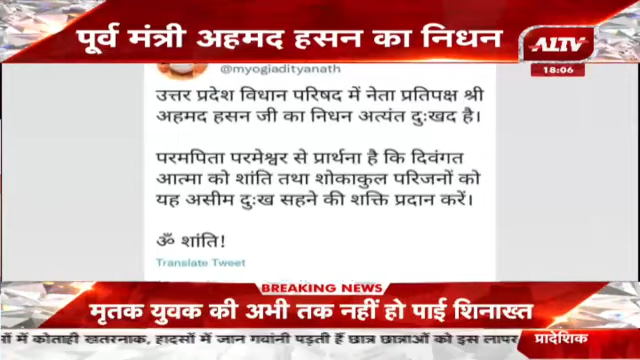 पूर्व मंत्री अहमद हसन का निधन
ALTV
18:06
@myogiadityanath
उत्तर प्रदेश विधान परिषद में नेता प्रतिपक्ष श्री
अहमद हसन जी का निधन अत्यंत दुःखद है।
परमपिता परमेश्वर से प्रार्थना है कि दिवंगत
आत्मा को शांति तथा शोकाकुल परिजनों को
यह असीम दुःख सहने की शक्ति प्रदान करें।
ॐ शांति!
Translate Tweet
BREAKING NEWS
मृतक युवक की अभी तक नहीं हो पाई शिनाख्त
में कोताही खतरनाक, हादसों में जान गवांनी पड़ती हैं छात्र छात्राओं को इस लापर
प्रादेशिक